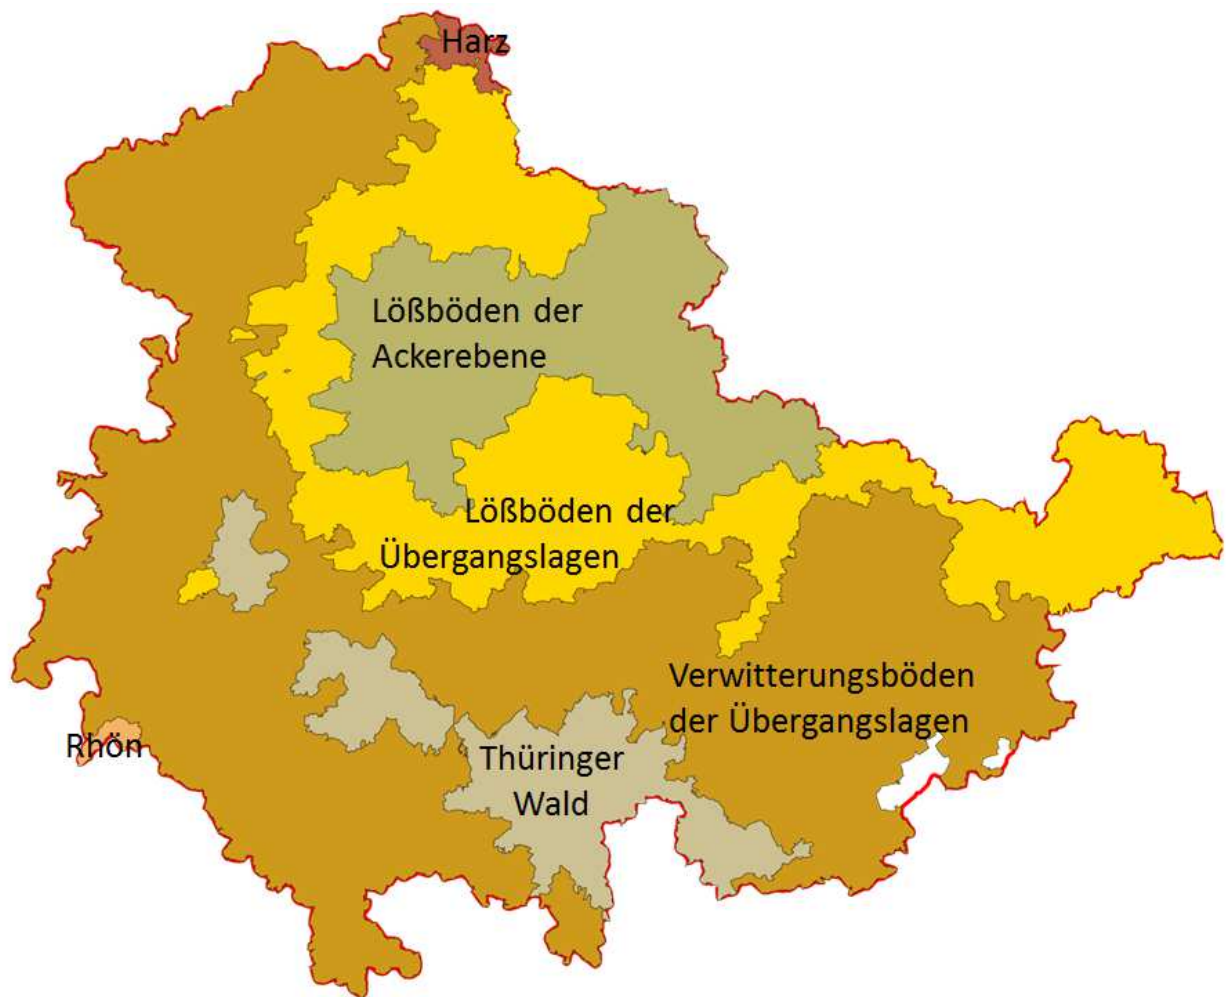 Harz
Lößböden der
Ackerebene
Lößböden der
Übergangslagen
Verwitterungsböden
der Übergangslagen
Rhön
Thüringer
Wald